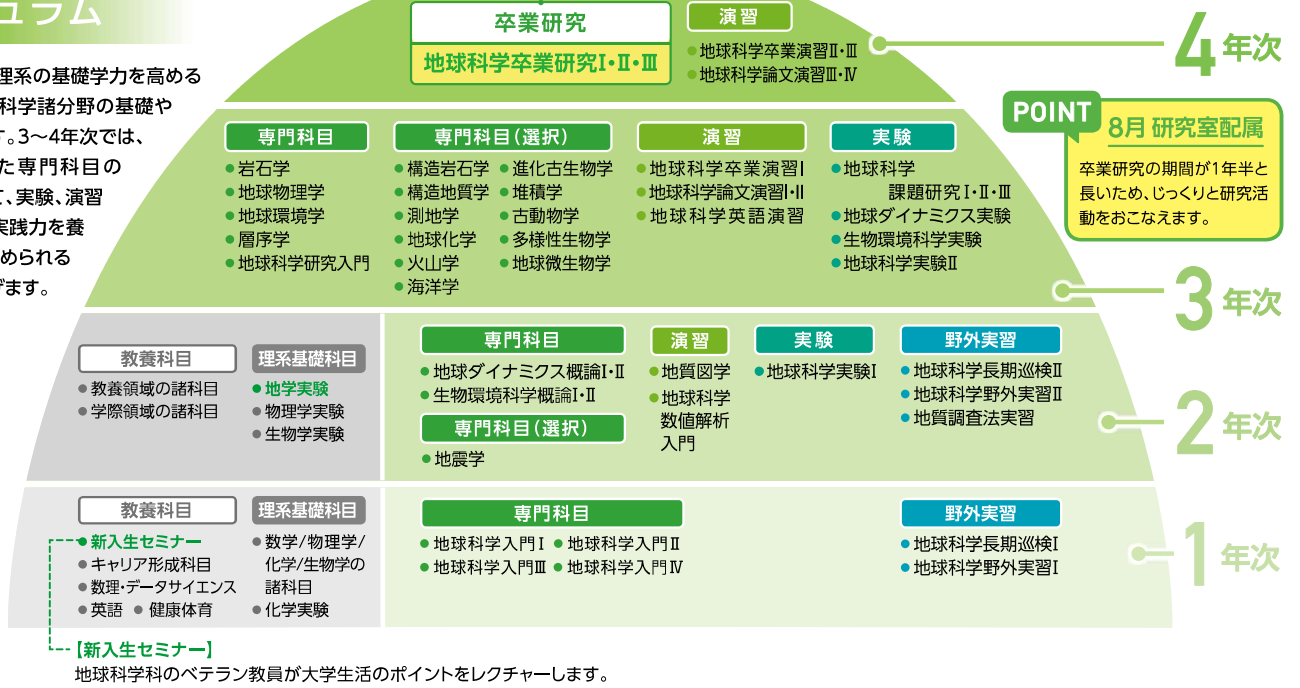 ュラム
理系の基礎学力を高める
科学諸分野の基礎や
す。3〜4年次では、
た専門科目の
て、実験、演習
実践力を養
められる
げます。
卒業研究
地球科学卒業研究Ⅰ・Ⅱ・Ⅲ
演習
●地球科学卒業演習Ⅱ・Ⅲ
●地球科学論文演習Ⅲ・Ⅳ
4年次
POINT
8月 研究室配属
卒業研究の期間が1年半と
長いため、じっくりと研究活
動をおこなえます。
専門科目
●岩石学
●地球物理学
●地球環境学
●層序学
●地球科学研究入門
専門科目(選択)
●構造岩石学 ●進化古生物学
●構造地質学 ●堆積学
●測地学 ●古動物学
●地球化学 ●多様性生物学
●火山学 ●地球微生物学
●海洋学
演習
●地球科学卒業演習Ⅰ
●地球科学論文演習Ⅰ・Ⅱ
●地球科学英語演習
実験
●地球科学
課題研究Ⅰ・Ⅱ・Ⅲ
●地球ダイナミクス実験
●生物環境科学実験
●地球科学実験Ⅱ
3年次
教養科目
●教養領域の諸科目
●学際領域の諸科目
理系基礎科目
●地学実験
●物理学実験
●生物学実験
専門科目
●地球ダイナミクス概論Ⅰ・Ⅱ
●生物環境科学概論Ⅰ・Ⅱ
専門科目(選択)
●地震学
演習
●地質図学
●地球科学
数値解析
入門
実験
●地球科学実験Ⅰ
野外実習
●地球科学長期巡検Ⅱ
●地球科学野外実習Ⅱ
●地質調査法実習
2年次
教養科目
●新入生セミナー
●キャリア形成科目
●数理・データサイエンス
●英語 ●健康体育
理系基礎科目
●数学/物理学/
化学/生物学の
諸科目
●化学実験
専門科目
●地球科学入門Ⅰ ●地球科学入門Ⅱ
●地球科学入門Ⅲ ●地球科学入門Ⅳ
野外実習
●地球科学長期巡検Ⅰ
●地球科学野外実習Ⅰ
1年次
【新入生セミナー】
地球科学科のベテラン教員が大学生活のポイントをレクチャーします。